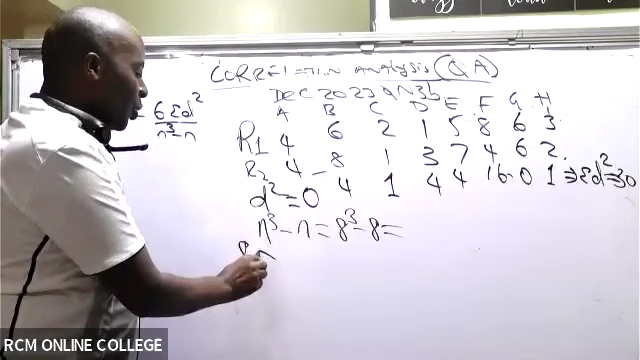 CORRELATION ANALYSIS (Q A)
DEC 2023 QN3b
- 6Σd²
n³-n
A B C D E F G H
R1 4 6 2 1 5 8 6 3
R2 4 8 1 3 7 4 6 2
d² = 0 4 1 4 4 16 0 1 ⇒ Σd² = 30
n³ - n = 8³ - 8 =
RCM ONLINE COLLEGE